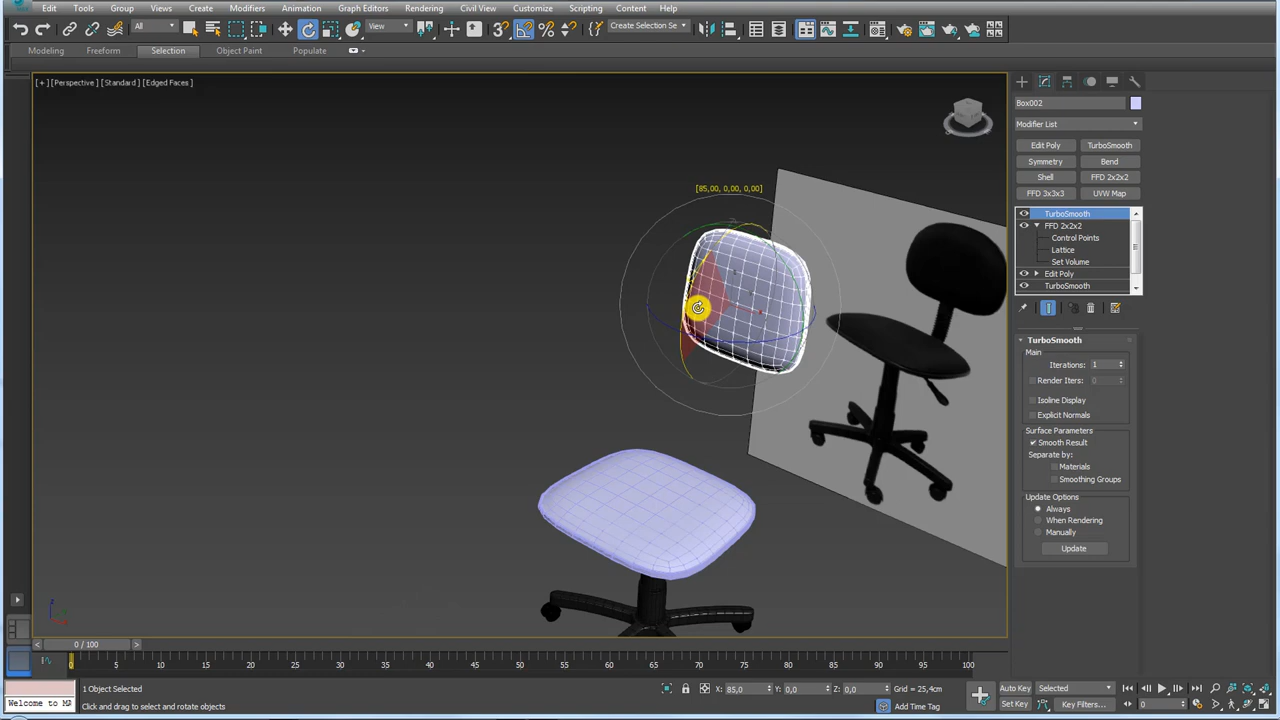 Edit Tools Group Views Create Modifiers Animation Graph Editors Rendering Civil View Customize Scripting Content Help
All View Create Selection Se
Modeling Freeform Selection Object Paint Populate
[+] [Perspective] [Standard] [Edged Faces]
[85,00, 0,00, 0,00]
Box002
Modifier List
Edit Poly TurboSmooth
Symmetry Bend
Shell FFD 2x2x2
FFD 3x3x3 UVW Map
TurboSmooth
FFD 2x2x2
Control Points
Lattice
Set Volume
Edit Poly
TurboSmooth
TurboSmooth
Main
Iterations: 1
Render Iters: 0
Isoline Display
Explicit Normals
Surface Parameters
Smooth Result
Separate by:
Materials
Smoothing Groups
Update Options
Always
When Rendering
Manually
Update
0 / 100
0 5 10 15 20 25 30 35 40 45 50 55 60 65 70 75 80 85 90 95 100
1 Object Selected X: 85,0 Y: 0,0 Z: 0,0 Grid = 25,4cm Auto Key Selected
Welcome to M Click and drag to select and rotate objects Add Time Tag Set Key Key Filters... 0